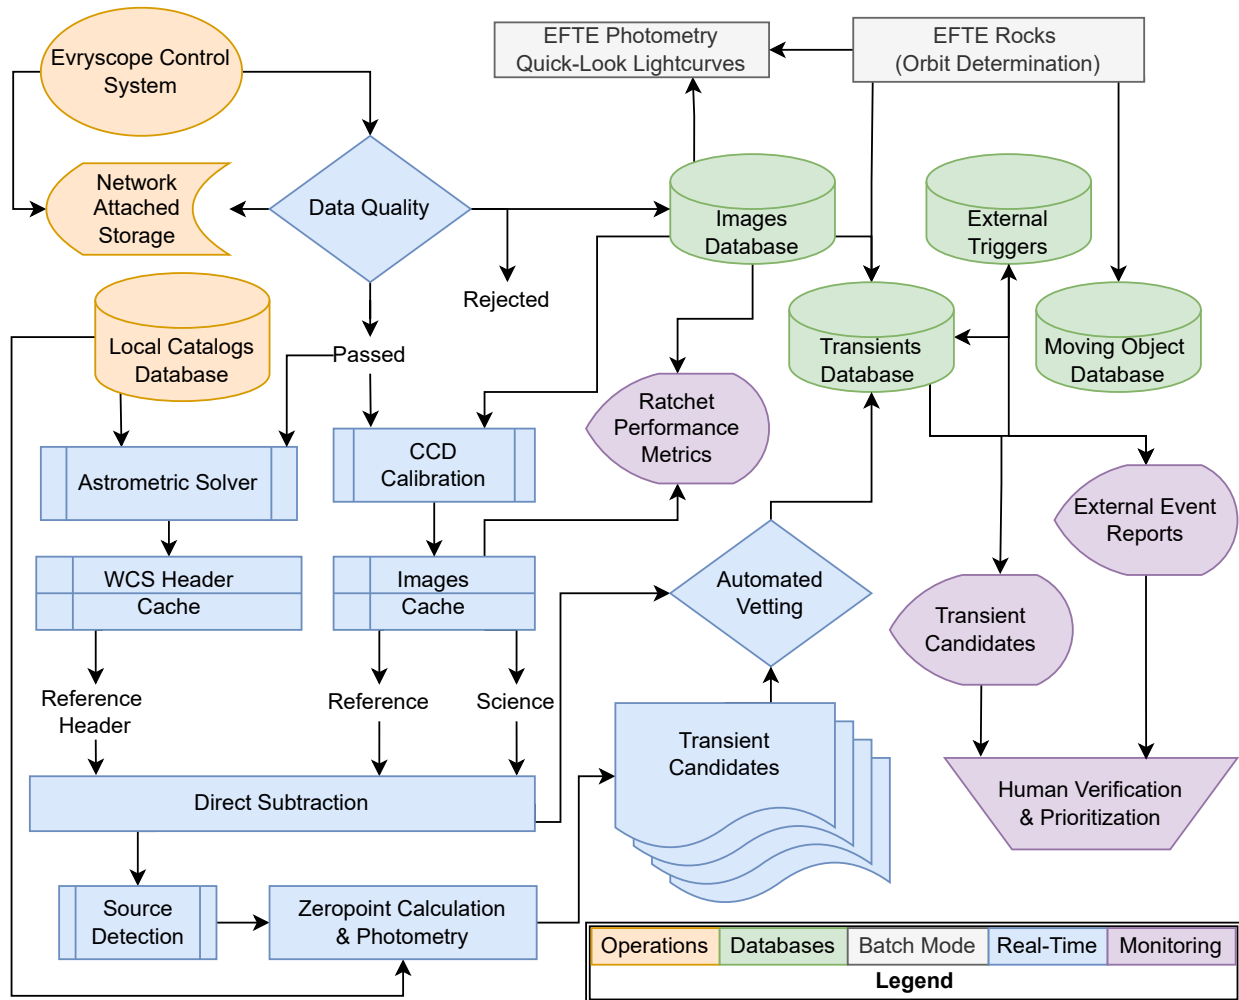 Evryscope Control
System
EFTE Photometry
Quick-Look Lightcurves
EFTE Rocks
(Orbit Determination)
Network
Attached
Storage
Data Quality
Images
Database
External
Triggers
Rejected
Local Catalogs
Database
Passed
Transients
Database
Moving Object
Database
Ratchet
Performance
Metrics
Astrometric Solver
CCD
Calibration
External Event
Reports
WCS Header
Cache
Images
Cache
Automated
Vetting
Transient
Candidates
Reference
Header
Reference
Science
Transient
Candidates
Direct Subtraction
Human Verification
& Prioritization
Source
Detection
Zeropoint Calculation
& Photometry
Operations
Databases
Batch Mode
Real-Time
Monitoring
Legend